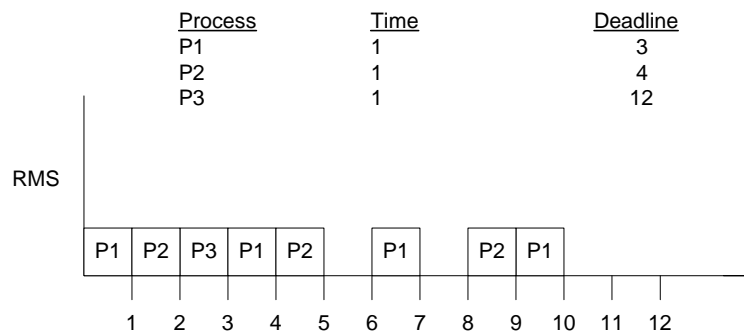 Process Time Deadline
P1 1 3
P2 1 4
P3 1 12
RMS
P1 P2 P3 P1 P2 P1 P2 P1
1 2 3 4 5 6 7 8 9 10 11 12